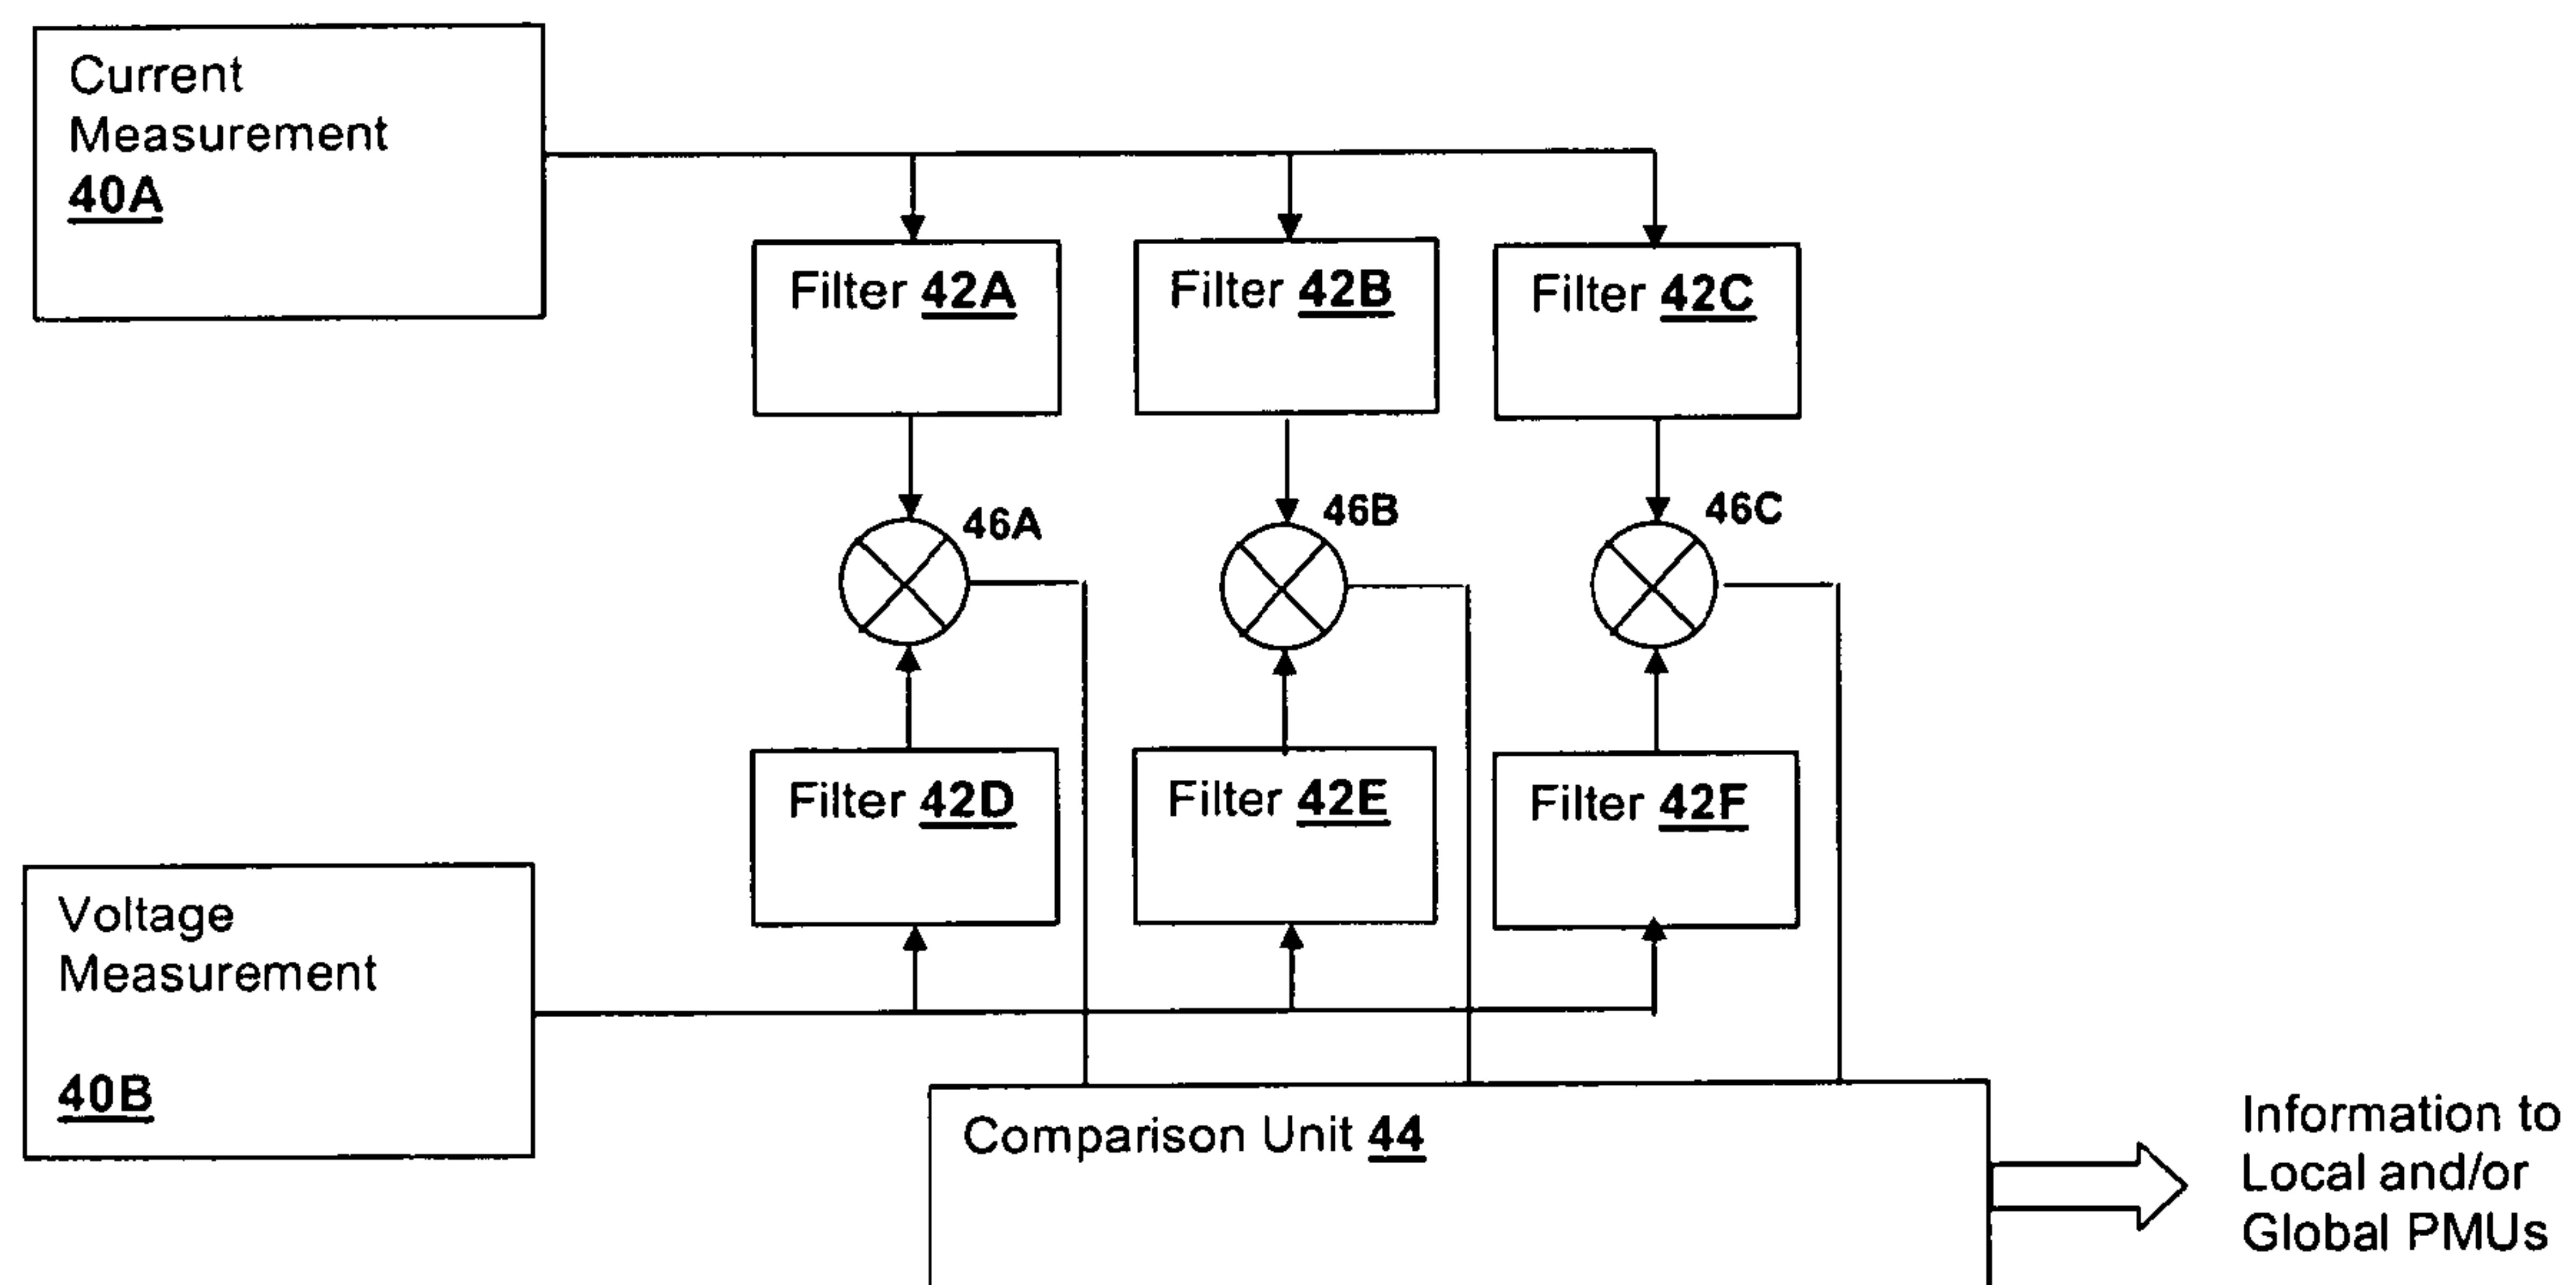 Current
Measurement
40A
Filter 42A
Filter 42B
Filter 42C
46A
46B
46C
Filter 42D
Filter 42E
Filter 42F
Voltage
Measurement
40B
Comparison Unit 44
Information to
Local and/or
Global PMUs